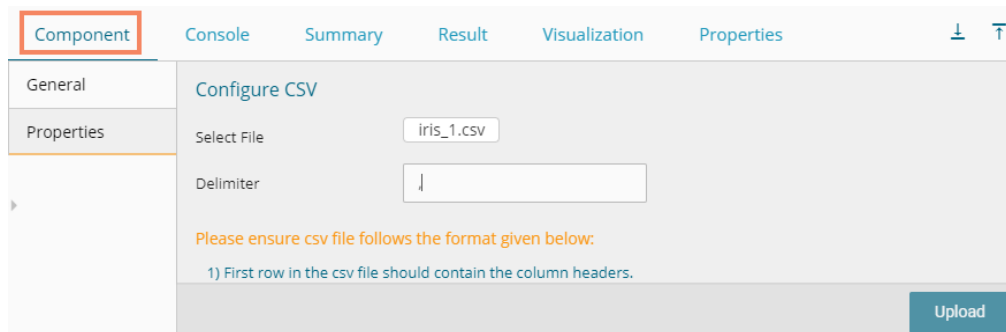 Component Console Summary Result Visualization Properties
General
Properties
Configure CSV
Select File iris_1.csv
Delimiter ,
Please ensure csv file follows the format given below:
1) First row in the csv file should contain the column headers.
Upload